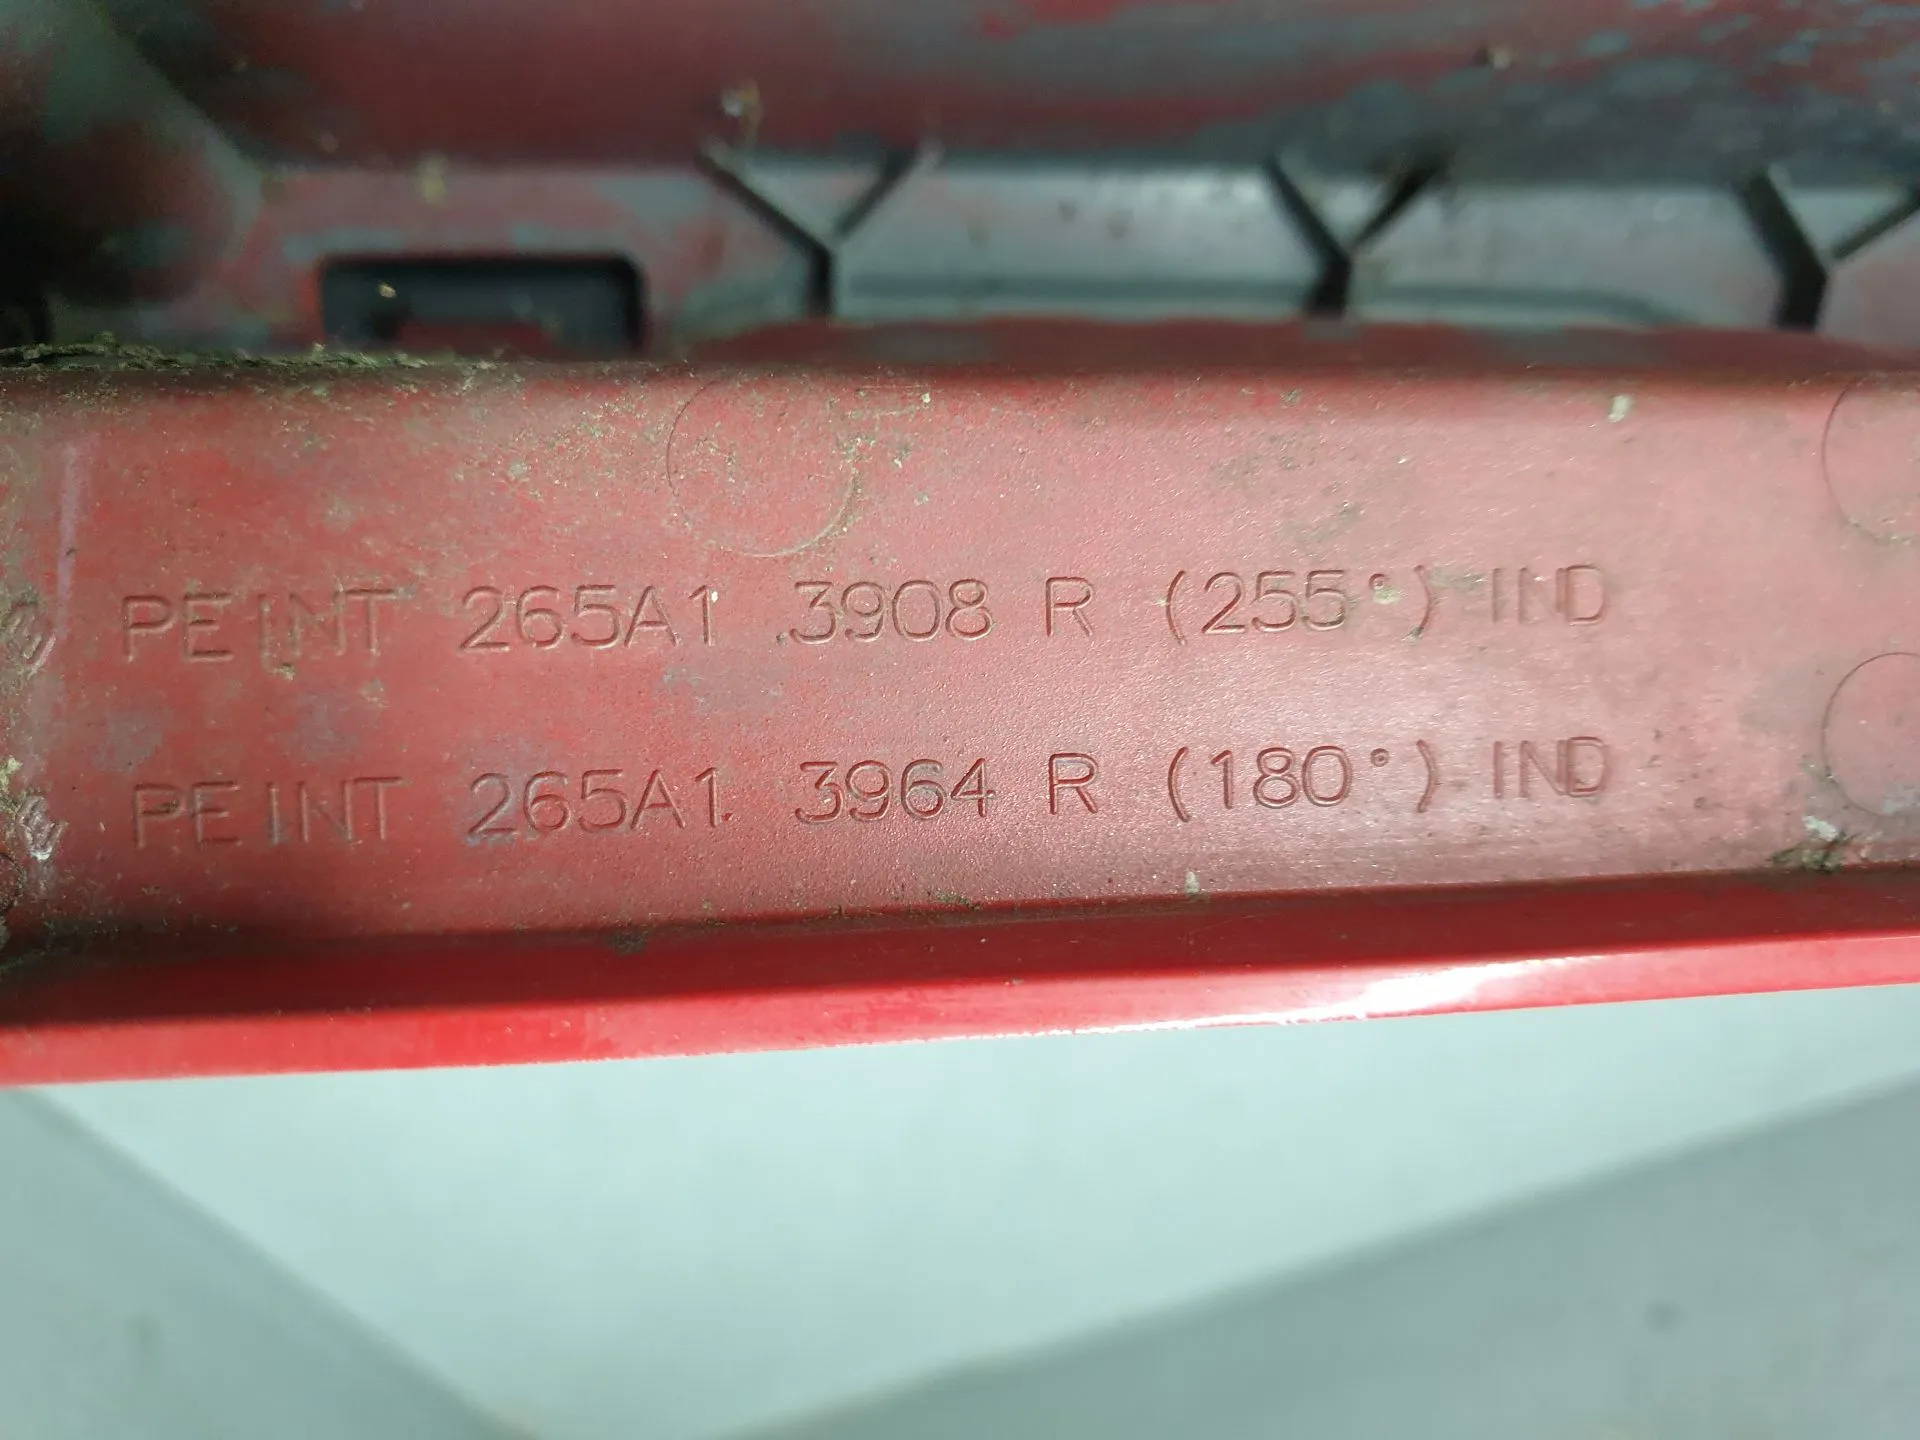 PEINT 265A1 3908 R (255°) IND
PEINT 265A1 3964 R (180°) IND